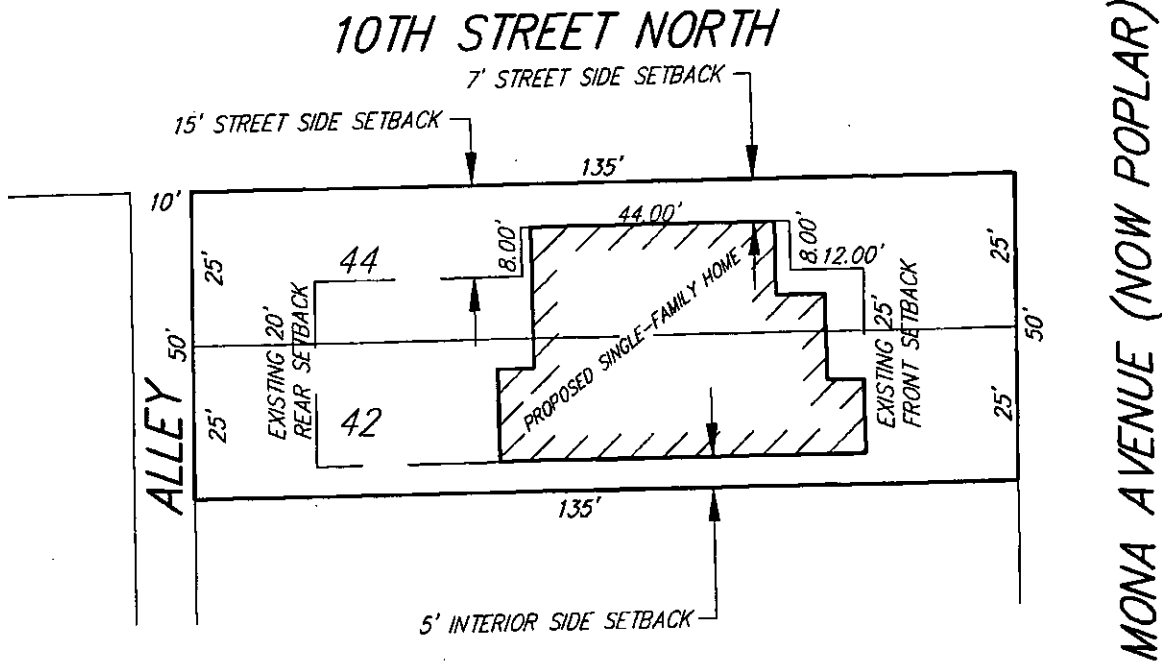 10TH STREET NORTH
7' STREET SIDE SETBACK
15' STREET SIDE SETBACK
135'
10'
44.00'
8.00'
8.00'
12.00'
25'
44
25'
PROPOSED SINGLE-FAMILY HOME
EXISTING 20'
REAR SETBACK
EXISTING 25'
FRONT SETBACK
50'
50'
25'
42
25'
ALLEY
135'
5' INTERIOR SIDE SETBACK
MONA AVENUE (NOW POPLAR)